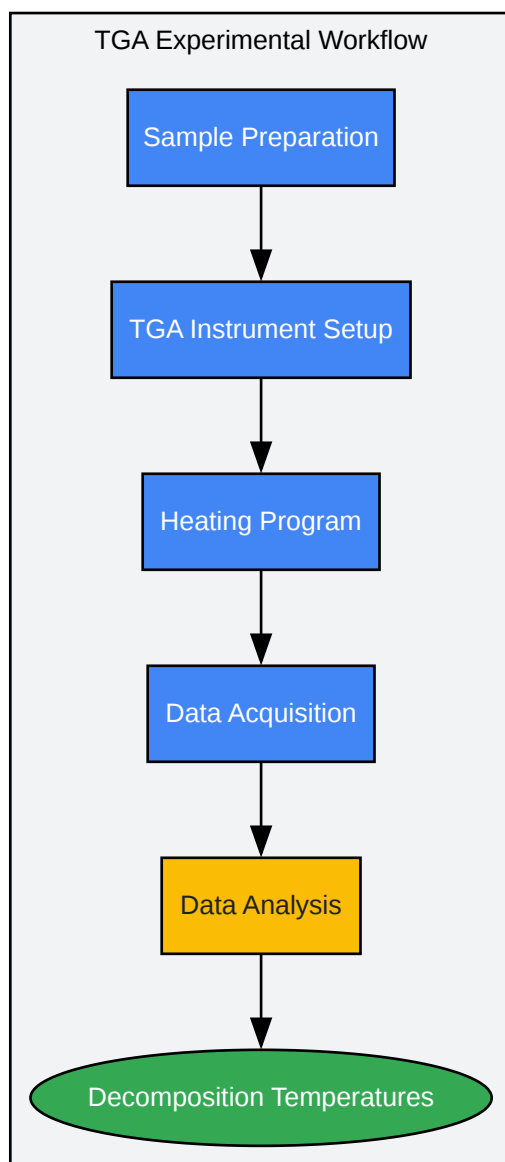 TGA Experimental Workflow
Sample Preparation
TGA Instrument Setup
Heating Program
Data Acquisition
Data Analysis
Decomposition Temperatures